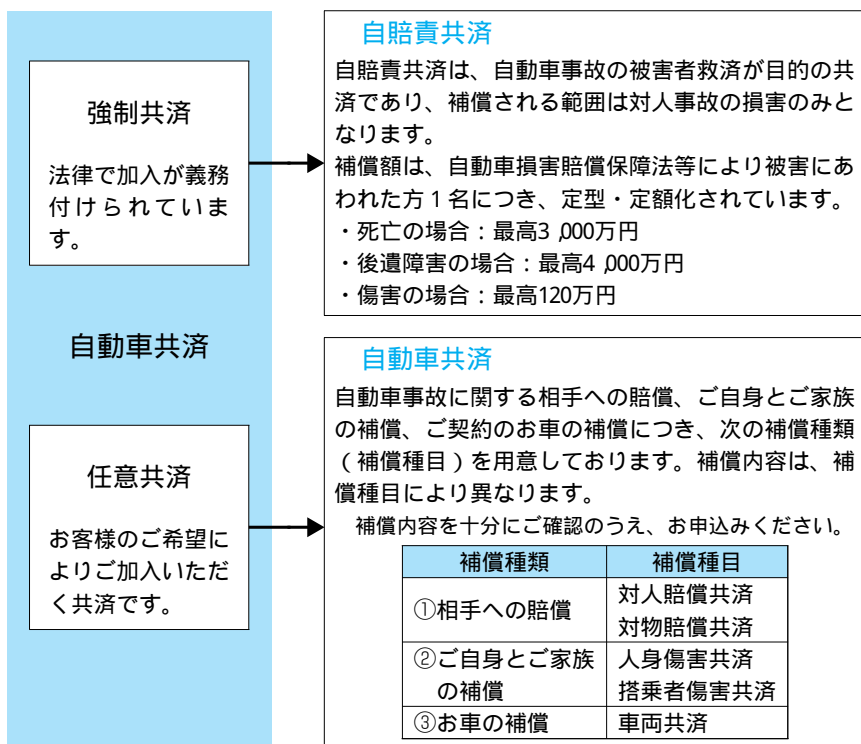 強制共済
法律で加入が義務
付けられていま
す。
自賠責共済
自賠責共済は、自動車事故の被害者救済が目的の共
済であり、補償される範囲は対人事故の損害のみと
なります。
補償額は、自動車損害賠償保障法等により被害にあ
われた方1名につき、定型・定額化されています。
・死亡の場合：最高3,000万円
・後遺障害の場合：最高4,000万円
・傷害の場合：最高120万円
自動車共済
任意共済
お客様のご希望に
よりご加入いただ
く共済です。
自動車共済
自動車事故に関する相手への賠償、ご自身とご家族
の補償、ご契約のお車の補償につき、次の補償種類
（補償種目）を用意しております。補償内容は、補
償種目により異なります。
補償内容を十分にご確認のうえ、お申込みください。
補償種類 補償種目
①相手への賠償 対人賠償共済
対物賠償共済
②ご自身とご家族 人身傷害共済
の補償 搭乗者傷害共済
③お車の補償 車両共済